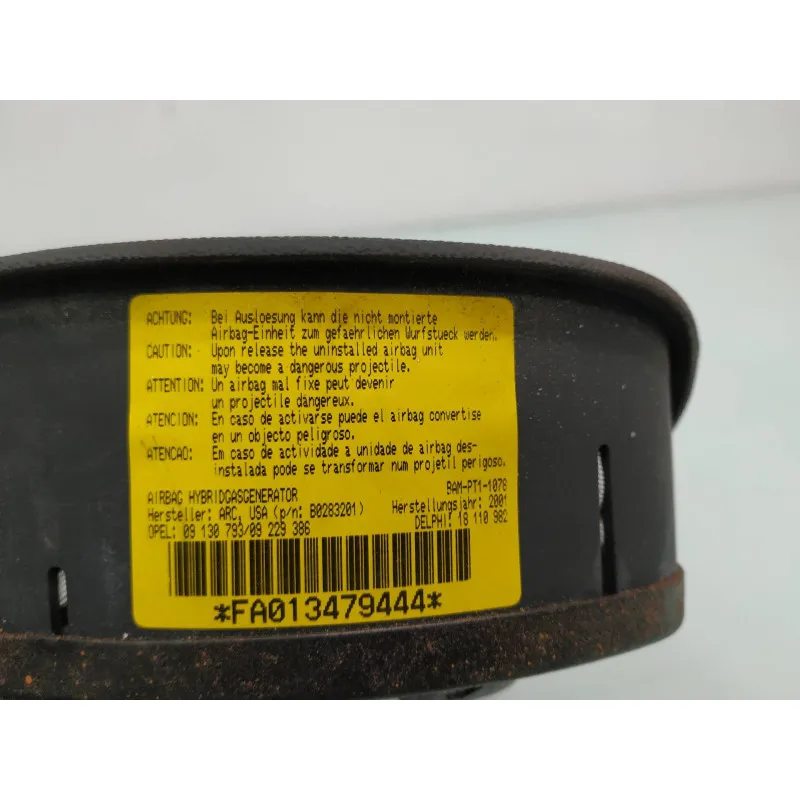 ACHTUNG: Bei Ausloesung kann die nicht montierte
Airbag-Einheit zum gefaehrlichen Wurfstueck werden.
CAUTION: Upon release the uninstalled airbag unit
may become a dangerous projectile.
ATTENTION: Un airbag mal fixe peut devenir
un projectile dangereux.
ATENCION: En caso de activarse puede el airbag convertise
en un objecto peligroso.
ATENCAO: Em caso de actividade a unidade de airbag des-
instalada pode se transformar num projetil perigoso.
AIRBAG HYBRIDGASGENERATOR BAM-PT1-1078
Hersteller: ARC, USA (p/n: B0283201) Herstellungsjahr: 2001
OPEL: 09 130 793/09 229 386 DELPHI: 18 110 982
*FA013479444*